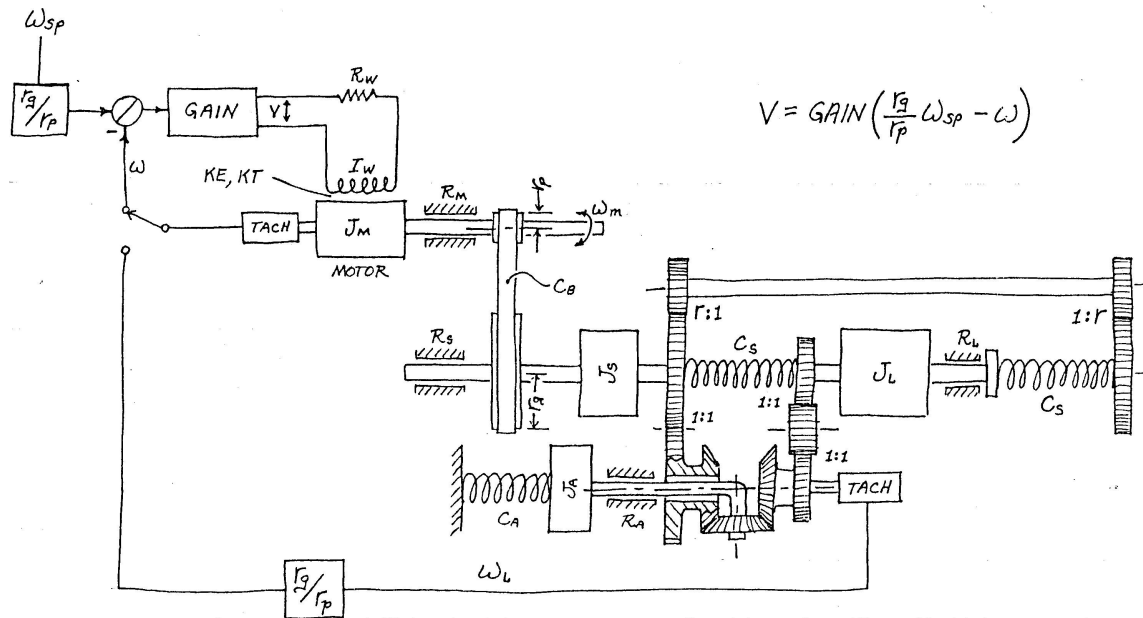 ωsp
rg/rp
-
GAIN
V
Rw
Iw
KE, KT
V = GAIN(rg/rp ωsp - ω)
ω
TACH
JM
MOTOR
RM
rp
ωm
CB
r:1
1:r
Rs
rg
Js
Cs
1:1
1:1
JL
RL
Cs
1:1
CA
JA
RA
TACH
ωL
rg/rp